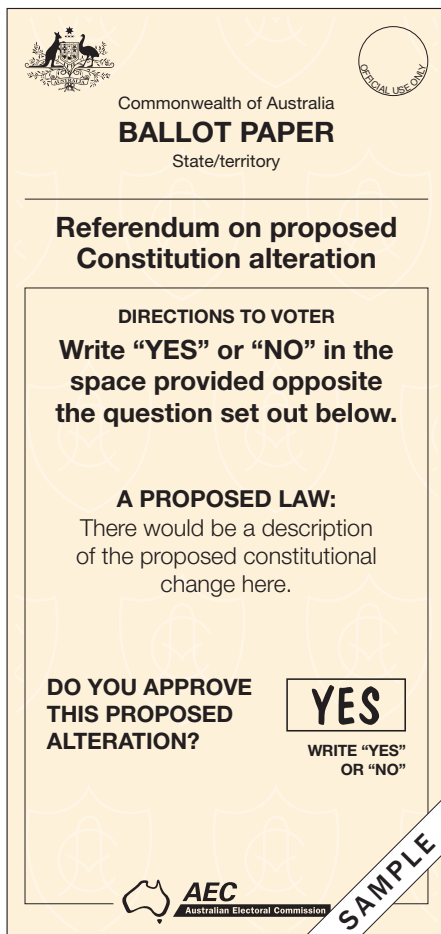 AUSTRALIA
OFFICIAL USE ONLY
Commonwealth of Australia
BALLOT PAPER
State/territory
Referendum on proposed
Constitution alteration
DIRECTIONS TO VOTER
Write “YES” or “NO” in the
space provided opposite
the question set out below.
A PROPOSED LAW:
There would be a description
of the proposed constitutional
change here.
DO YOU APPROVE
THIS PROPOSED
ALTERATION?
YES
WRITE “YES”
OR “NO”
AEC
Australian Electoral Commission
SAMPLE